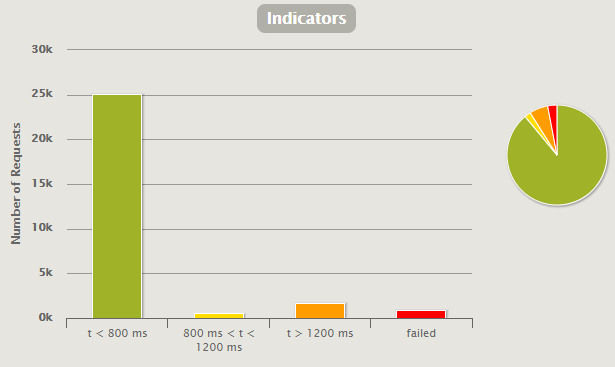 Indicators
30k
25k
20k
15k
10k
5k
0k
Number of Requests
t < 800 ms
800 ms < t <
1200 ms
t > 1200 ms
failed